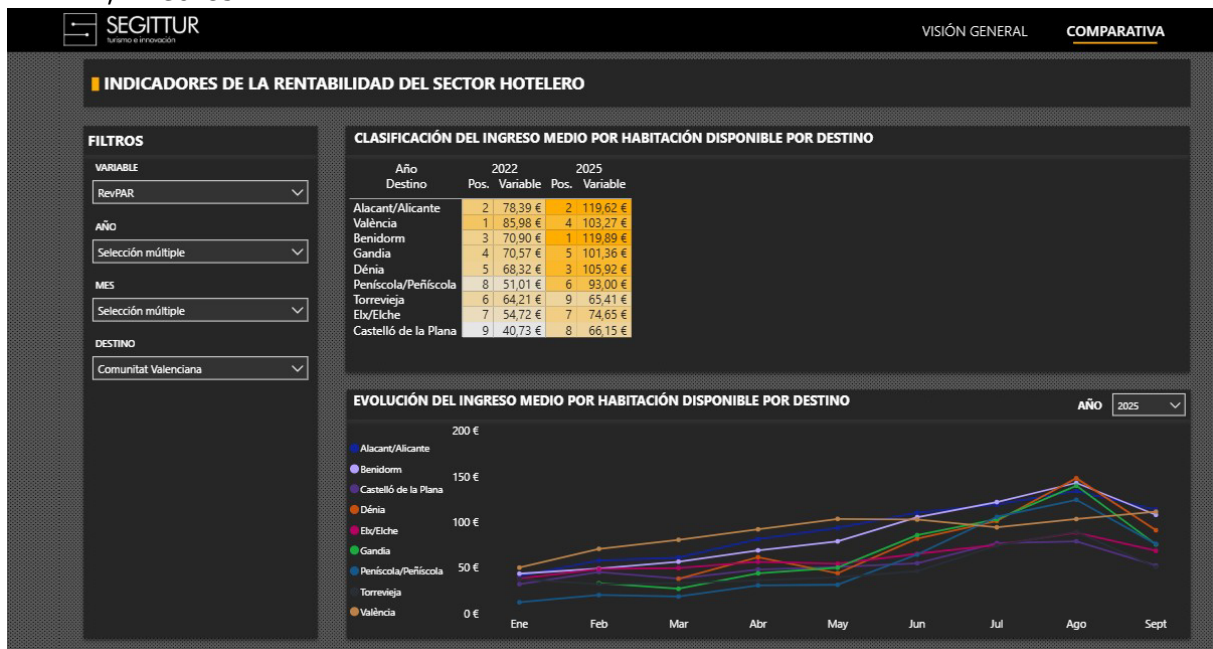 SEGITTUR
turismo e innovación
VISIÓN GENERAL
COMPARATIVA
INDICADORES DE LA RENTABILIDAD DEL SECTOR HOTELERO
FILTROS
VARIABLE
RevPAR
AÑO
Selección múltiple
MES
Selección múltiple
DESTINO
Comunitat Valenciana
CLASIFICACIÓN DEL INGRESO MEDIO POR HABITACIÓN DISPONIBLE POR DESTINO
Año 2022 2025
Destino Pos. Variable Pos. Variable
Alacant/Alicante 2 78,39 € 2 119,62 €
València 1 85,98 € 4 103,27 €
Benidorm 3 70,90 € 1 119,89 €
Gandia 4 70,57 € 5 101,36 €
Dénia 5 68,32 € 3 105,92 €
Peníscola/Peñíscola 8 51,01 € 6 93,00 €
Torrevieja 6 64,21 € 9 65,41 €
Elx/Elche 7 54,72 € 7 74,65 €
Castelló de la Plana 9 40,73 € 8 66,15 €
EVOLUCIÓN DEL INGRESO MEDIO POR HABITACIÓN DISPONIBLE POR DESTINO
AÑO 2025
Alacant/Alicante
Benidorm
Castelló de la Plana
Dénia
Elx/Elche
Gandia
Peníscola/Peñíscola
Torrevieja
València
200 €
150 €
100 €
50 €
0 €
Ene Feb Mar Abr May Jun Jul Ago Sept